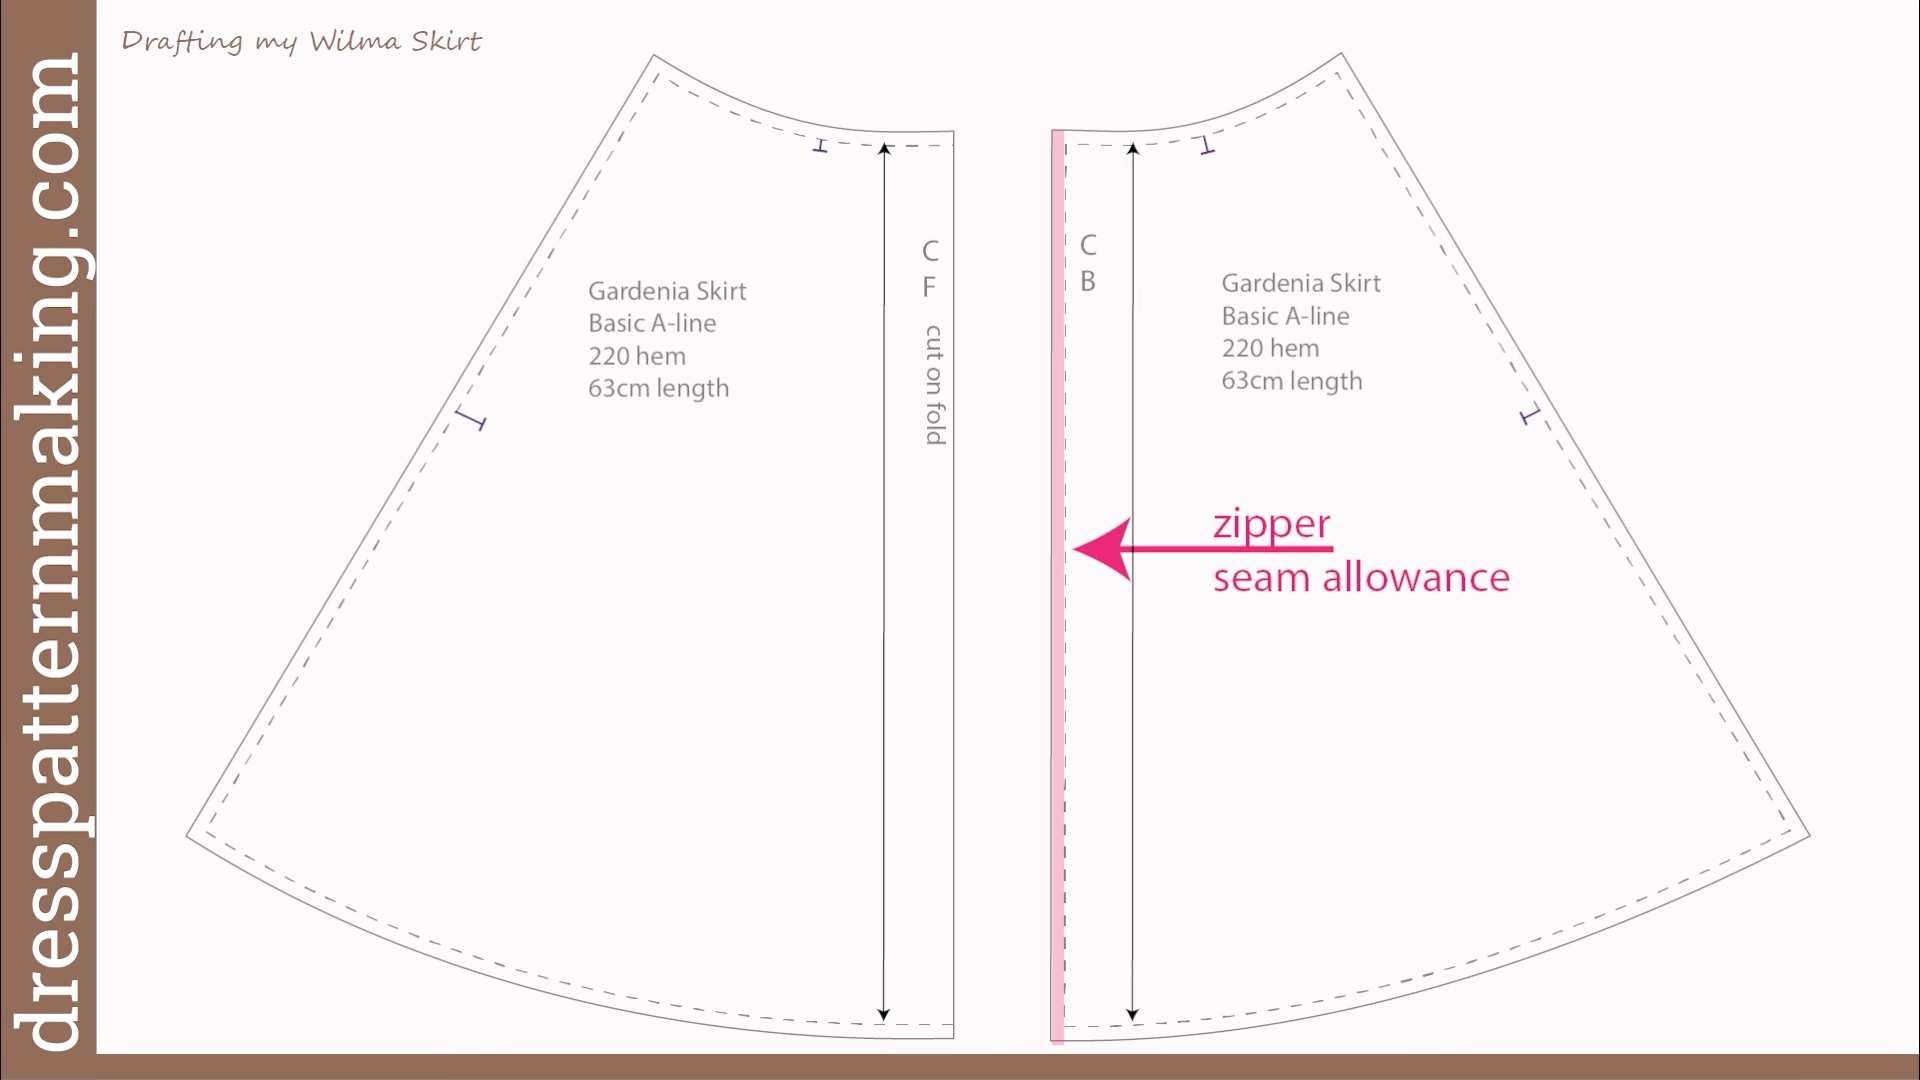 dresspatternmaking.com
Drafting my Wilma Skirt
Gardenia Skirt
Basic A-line
220 hem
63cm length
C
F
cut on fold
C
B
Gardenia Skirt
Basic A-line
220 hem
63cm length
zipper
seam allowance